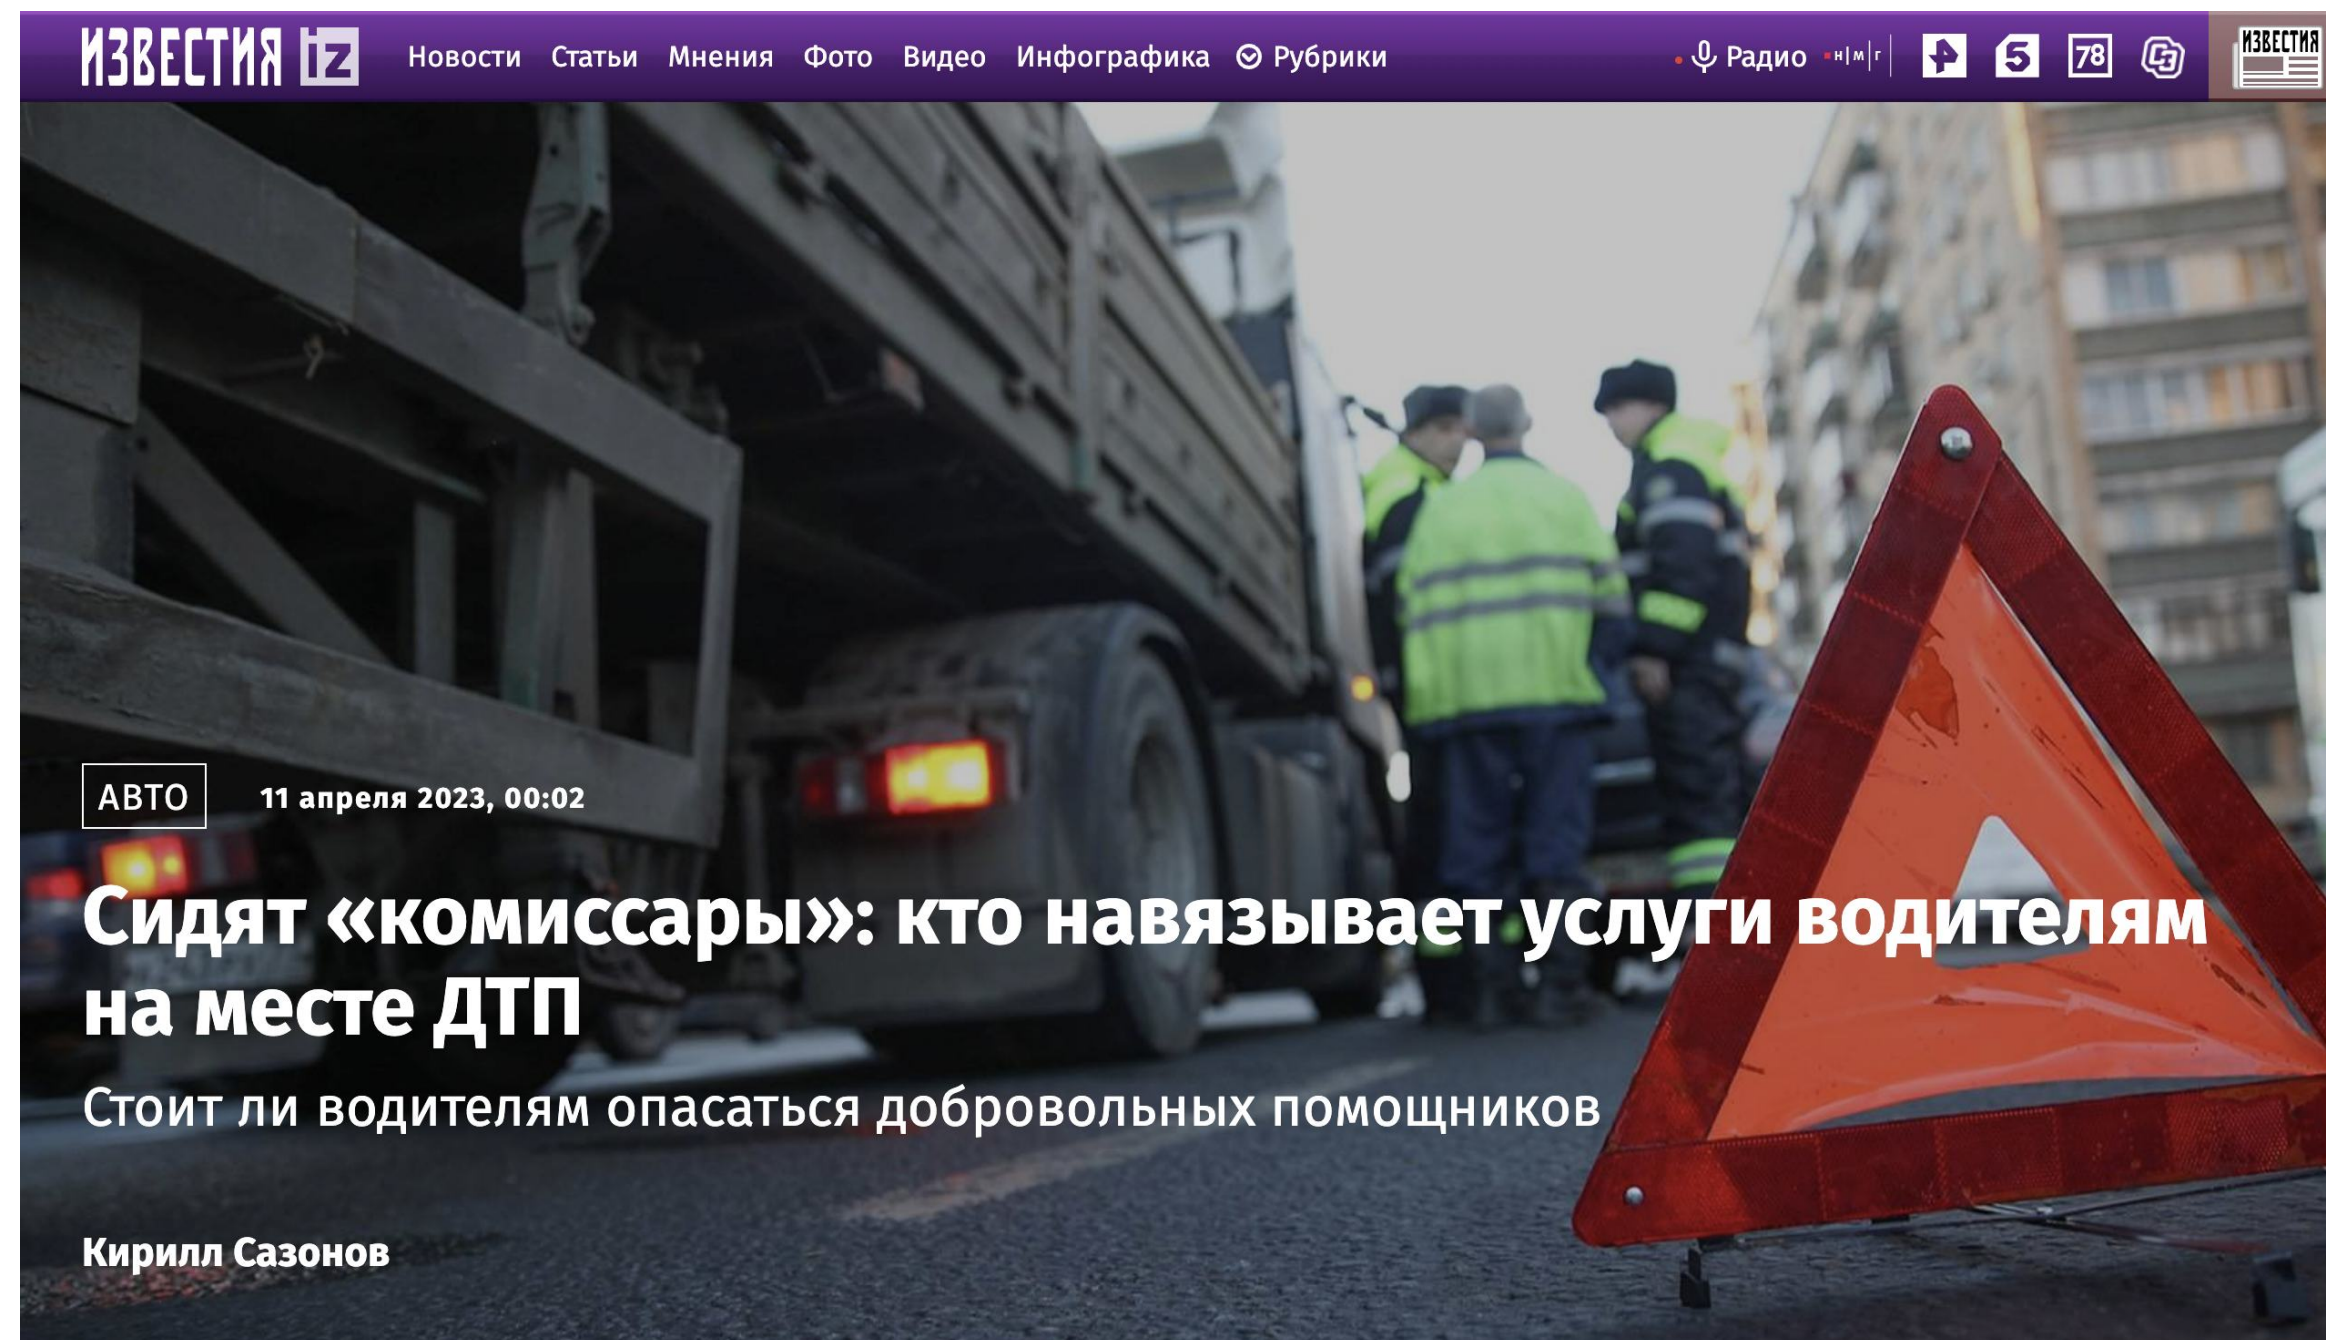 ИЗВЕСТИЯ iz Новости Статьи Мнения Фото Видео Инфографика Рубрики Радио н|м|г 5 78 ИЗВЕСТИЯ
АВТО 11 апреля 2023, 00:02
Сидят «комиссары»: кто навязывает услуги водителям
на месте ДТП
Стоит ли водителям опасаться добровольных помощников
Кирилл Сазонов